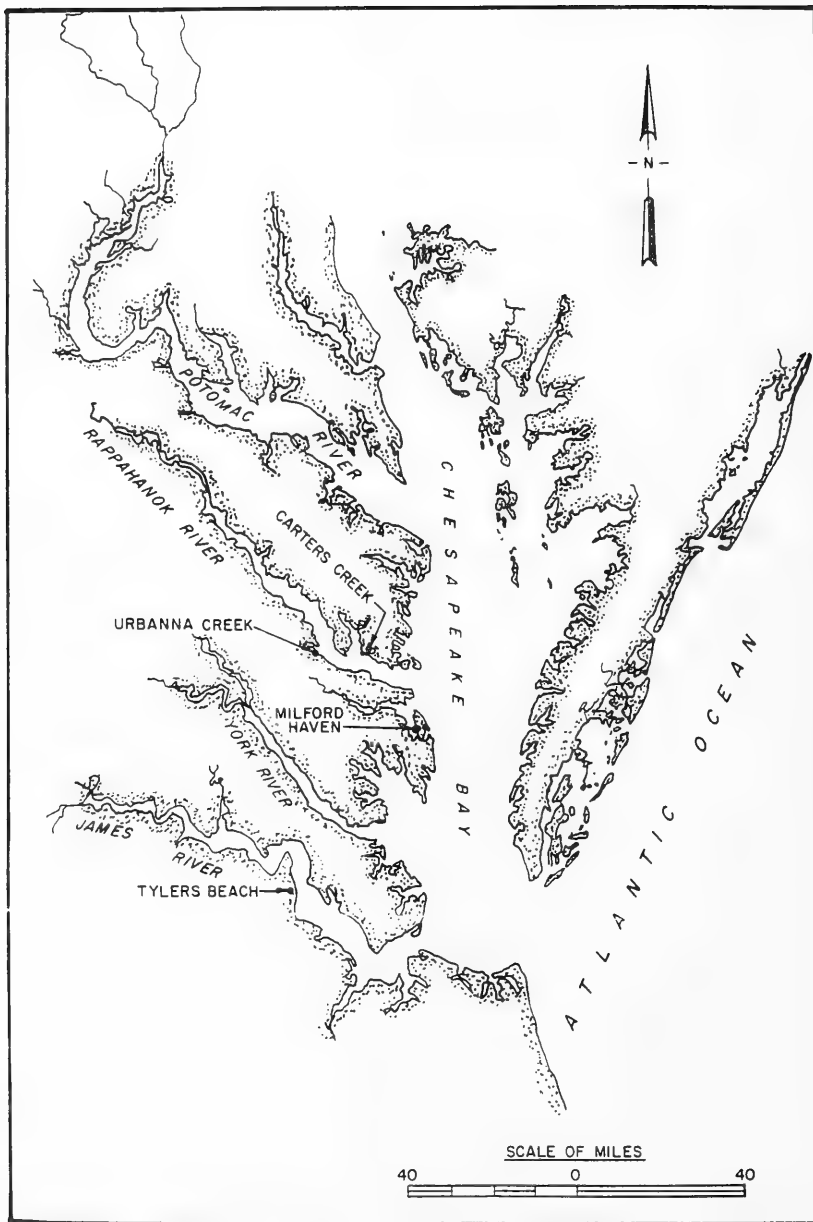 - N -
POTOMAC
RIVER
RAPPAHANOK RIVER
CARTERS CREEK
CHESAPEAKE BAY
URBANNA CREEK
MILFORD
HAVEN
YORK RIVER
JAMES
RIVER
TYLERS BEACH
ATLANTIC OCEAN
SCALE OF MILES
40 0 40